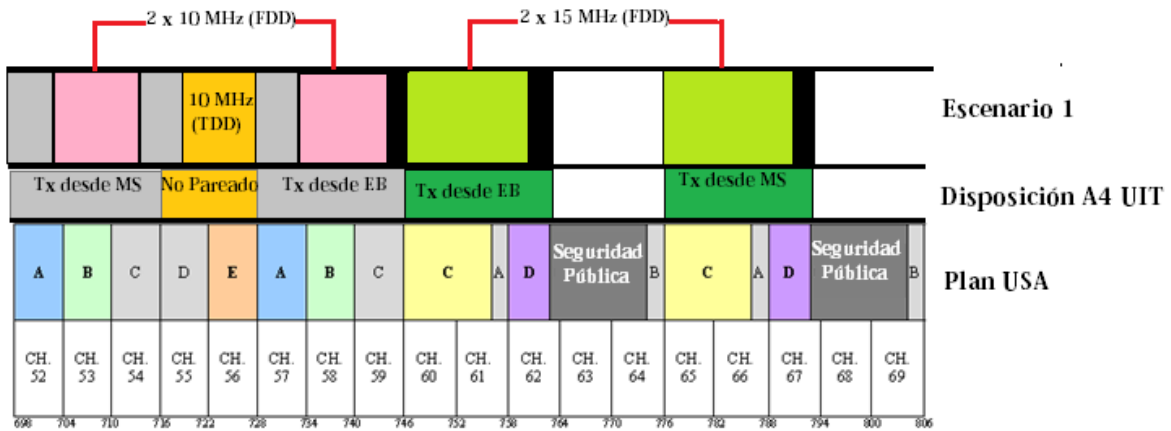 2 x 10 MHz (FDD)
2 x 15 MHz (FDD)
10 MHz
(TDD)
Escenario 1
Tx desde MS
No Pareado
Tx desde EB
Tx desde EB
Tx desde MS
Disposición A4 UIT
A
B
C
D
E
A
B
C
C
A
D
Seguridad
Pública
B
C
A
D
Seguridad
Pública
B
Plan USA
CH.
52
CH.
53
CH.
54
CH.
55
CH.
56
CH.
57
CH.
58
CH.
59
CH.
60
CH.
61
CH.
62
CH.
63
CH.
64
CH.
65
CH.
66
CH.
67
CH.
68
CH.
69
698 704 710 716 722 728 734 740 746 752 758 764 770 776 782 788 794 800 806